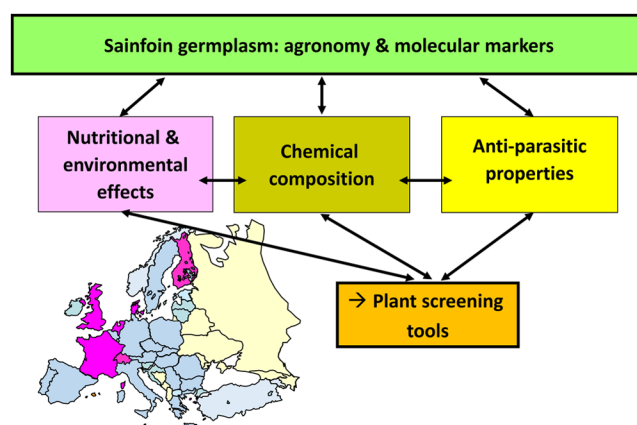 Sainfoin germplasm: agronomy & molecular markers
Nutritional &
environmental
effects
Chemical
composition
Anti-parasitic
properties
→ Plant screening
tools